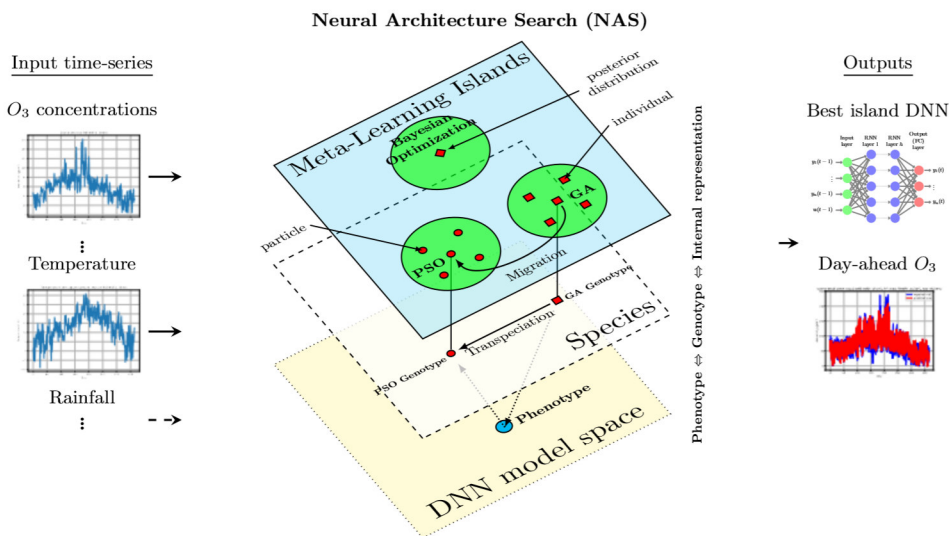 Neural Architecture Search (NAS)
Input time-series
O₃ concentrations
Temperature
Rainfall
Meta-Learning Islands
Bayesian
Optimization
posterior
distribution
individual
GA
particle
PSO
Migration
GA Genotype
Transpeciation
PSO Genotype
Species
Phenotype
DNN model space
Phenotype ⇔ Genotype ⇔ Internal representation
Outputs
Best island DNN
Input
layer
RNN
layer 1
RNN
layer h
Output
(FC)
layer
Day-ahead O₃